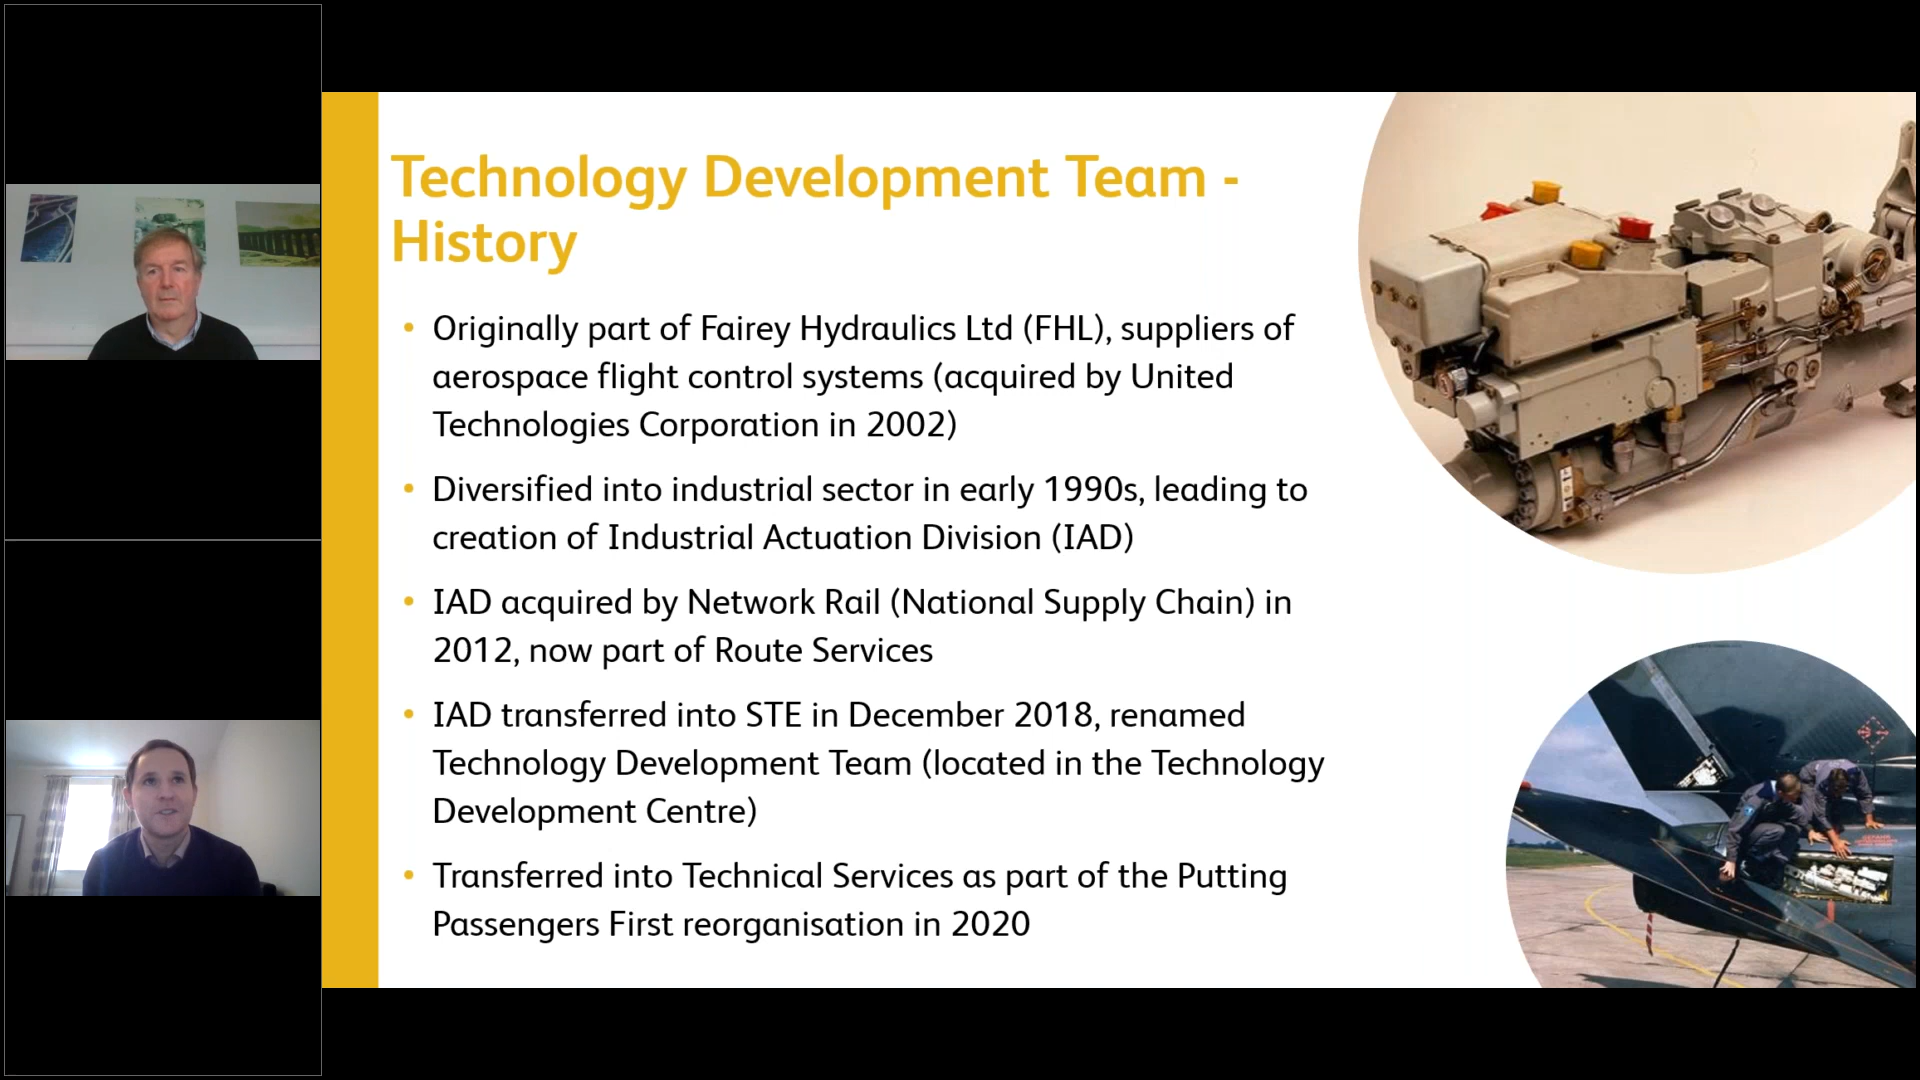 Technology Development Team -
History
• Originally part of Fairey Hydraulics Ltd (FHL), suppliers of
aerospace flight control systems (acquired by United
Technologies Corporation in 2002)
• Diversified into industrial sector in early 1990s, leading to
creation of Industrial Actuation Division (IAD)
• IAD acquired by Network Rail (National Supply Chain) in
2012, now part of Route Services
• IAD transferred into STE in December 2018, renamed
Technology Development Team (located in the Technology
Development Centre)
• Transferred into Technical Services as part of the Putting
Passengers First reorganisation in 2020